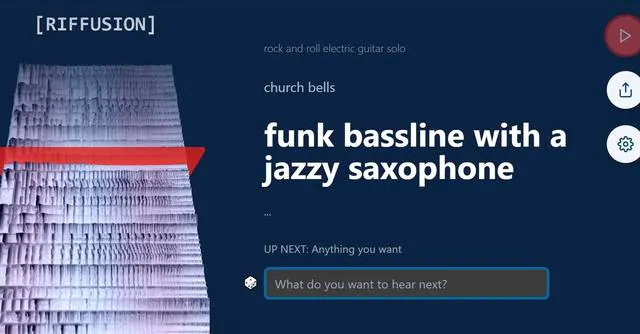 [RIFFUSION]
rock and roll electric guitar solo
church bells
funk bassline with a
jazzy saxophone
...
UP NEXT: Anything you want
What do you want to hear next?